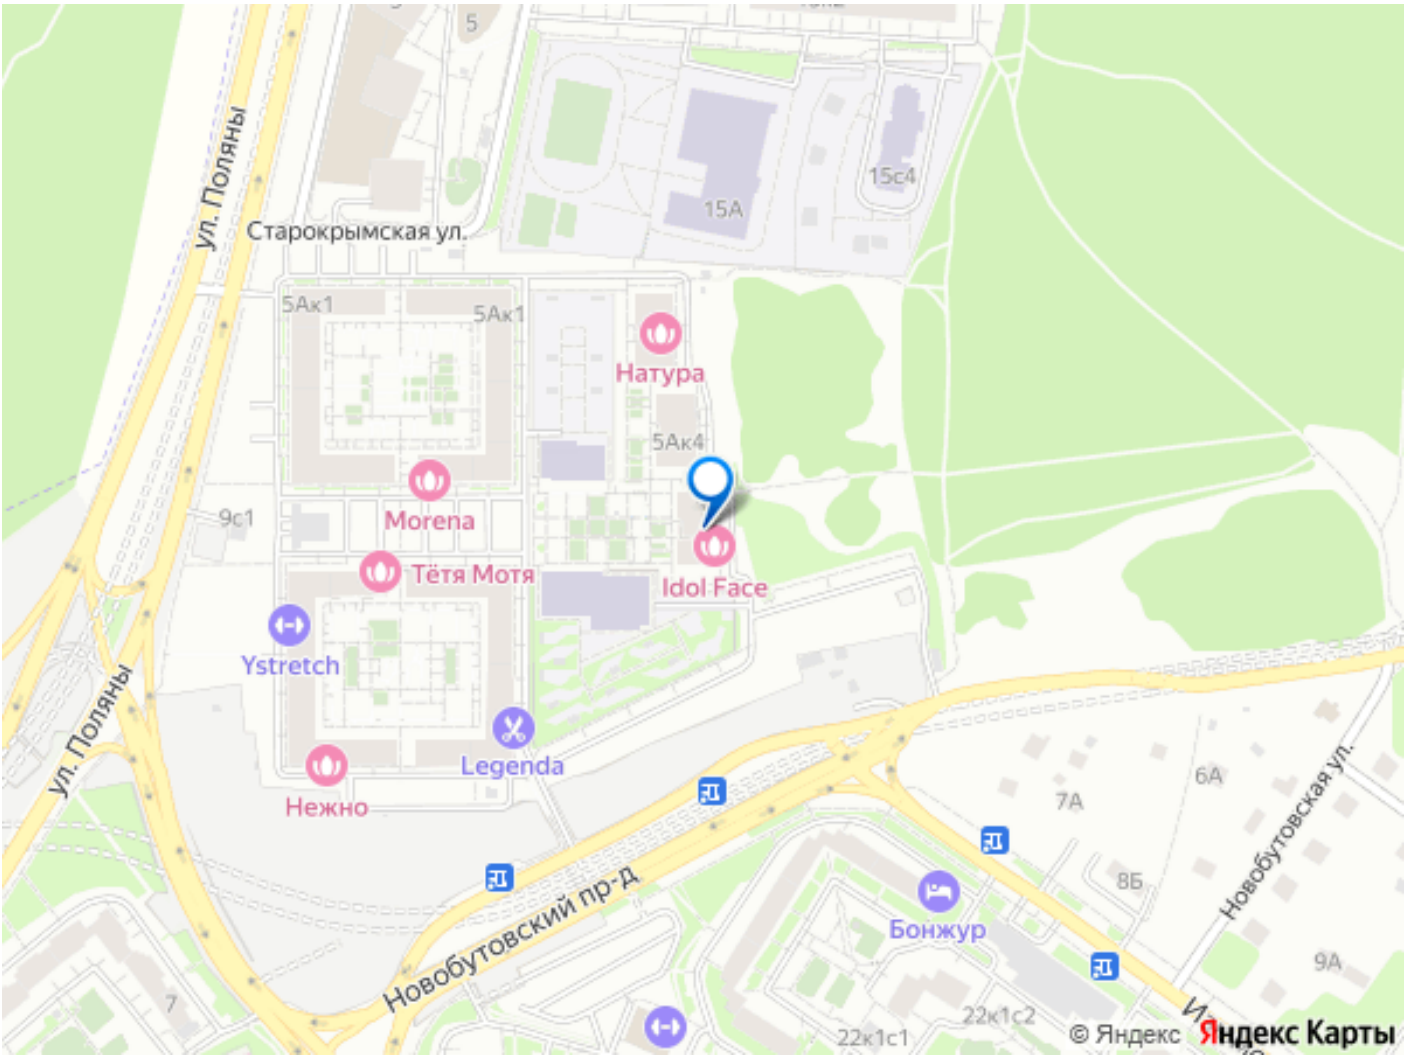 5
ул. Поляны
15А
15с4
Старокрымская ул.
5Ак1
5Ак1
Натура
5Ак4
Morena
9с1
Тётя Мотя
Idol Face
Ystretch
ул. Поляны
Legenda
Нежно
6А
7А
Новобутовская ул.
8Б
Новобутовский пр-д
Бонжур
9А
7
22к1с2
22к1с1
© Яндекс Яндекс Карты